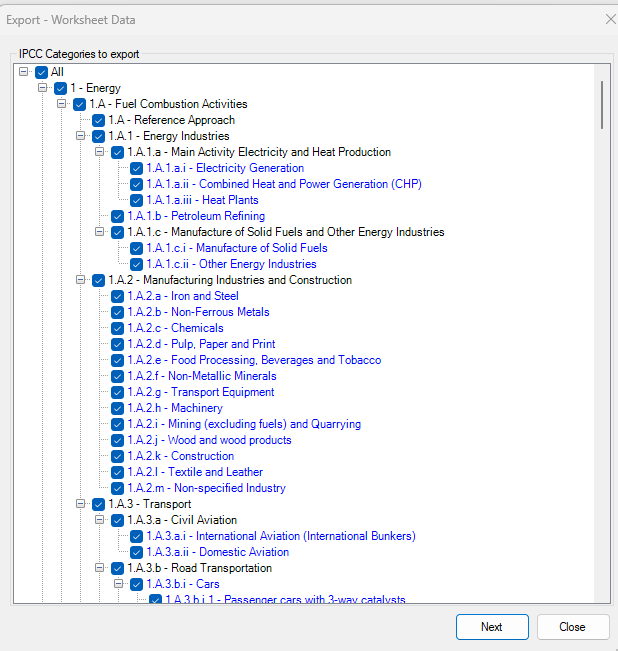 Export - Worksheet Data
IPCC Categories to export
All
1 - Energy
1.A - Fuel Combustion Activities
1.A - Reference Approach
1.A.1 - Energy Industries
1.A.1.a - Main Activity Electricity and Heat Production
1.A.1.a.i - Electricity Generation
1.A.1.a.ii - Combined Heat and Power Generation (CHP)
1.A.1.a.iii - Heat Plants
1.A.1.b - Petroleum Refining
1.A.1.c - Manufacture of Solid Fuels and Other Energy Industries
1.A.1.c.i - Manufacture of Solid Fuels
1.A.1.c.ii - Other Energy Industries
1.A.2 - Manufacturing Industries and Construction
1.A.2.a - Iron and Steel
1.A.2.b - Non-Ferrous Metals
1.A.2.c - Chemicals
1.A.2.d - Pulp, Paper and Print
1.A.2.e - Food Processing, Beverages and Tobacco
1.A.2.f - Non-Metallic Minerals
1.A.2.g - Transport Equipment
1.A.2.h - Machinery
1.A.2.i - Mining (excluding fuels) and Quarrying
1.A.2.j - Wood and wood products
1.A.2.k - Construction
1.A.2.l - Textile and Leather
1.A.2.m - Non-specified Industry
1.A.3 - Transport
1.A.3.a - Civil Aviation
1.A.3.a.i - International Aviation (International Bunkers)
1.A.3.a.ii - Domestic Aviation
1.A.3.b - Road Transportation
1.A.3.b.i - Cars
1.A.3.b.i.1 - Passenger cars with 3-way catalysts
Next
Close